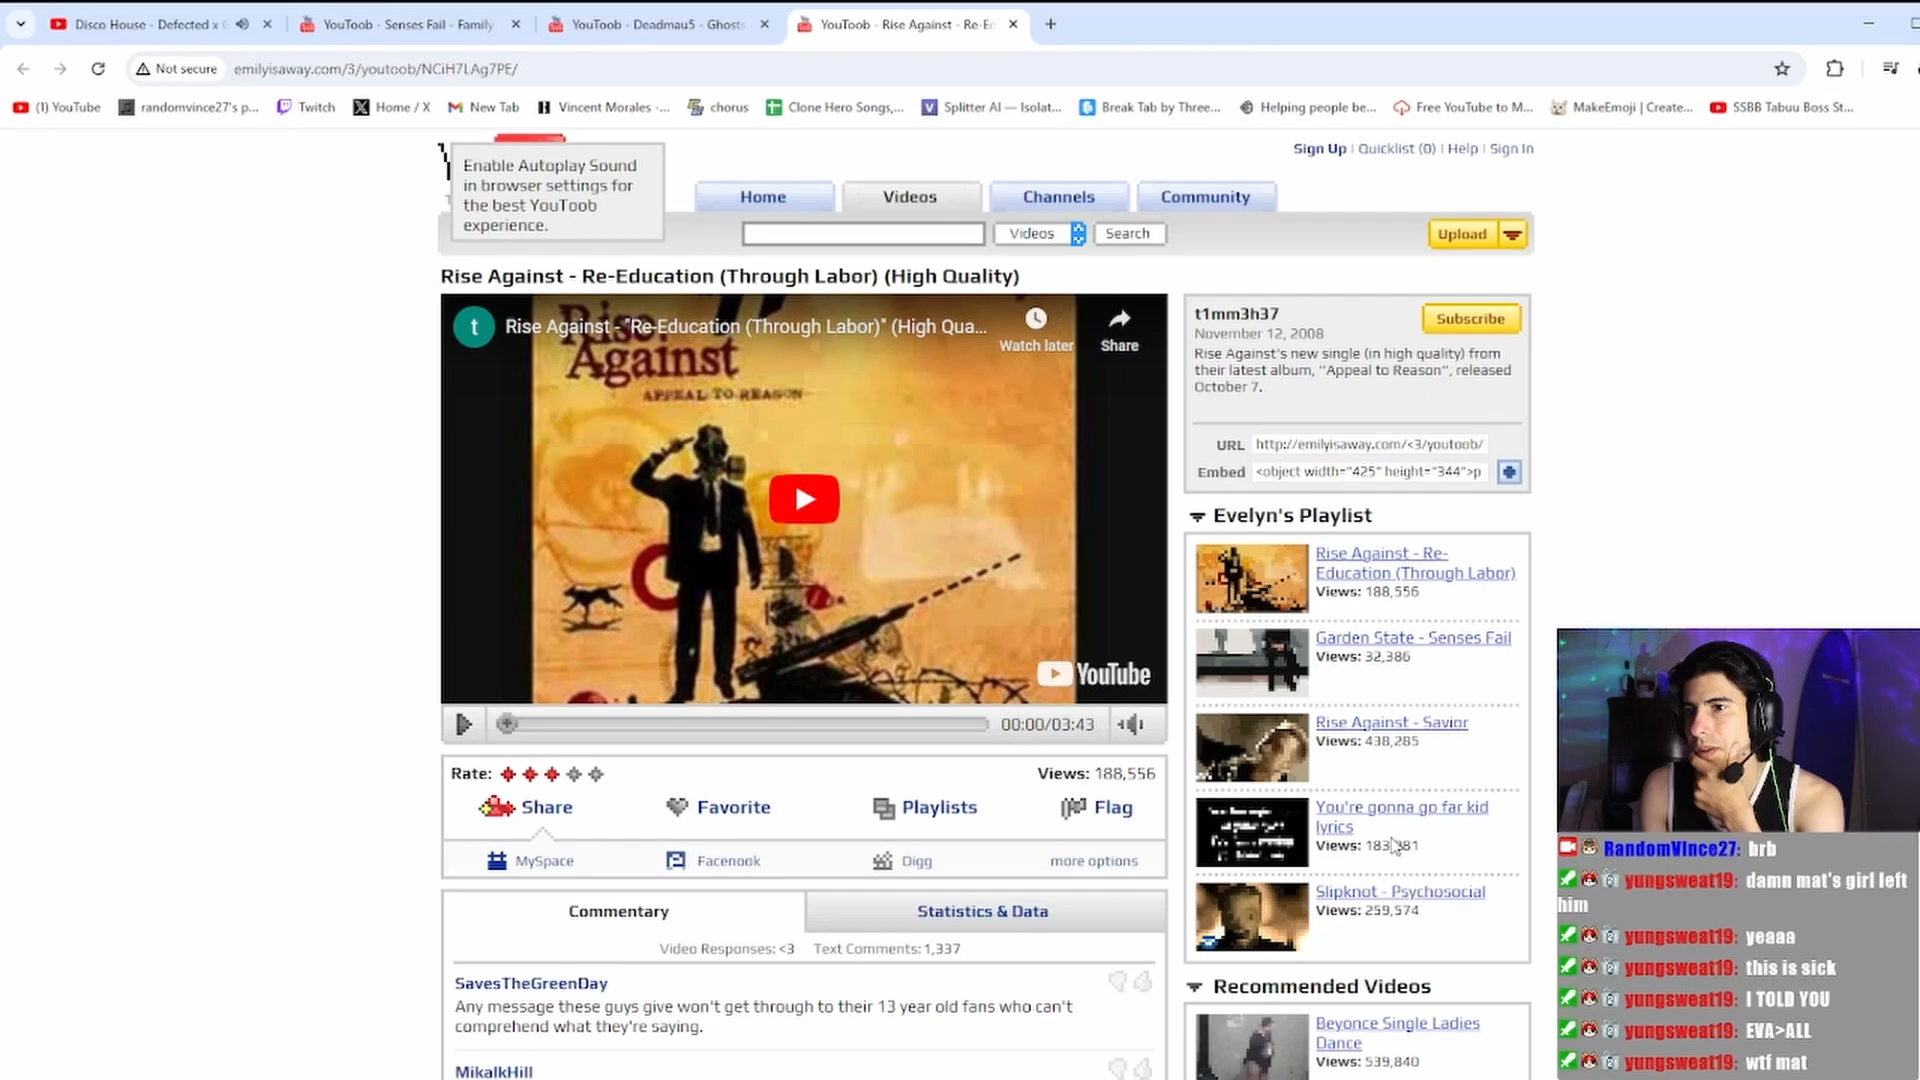 Disco House - Defected x
YouToob - Senses Fail - Family
YouToob - Deadmau5 - Ghosts
YouToob - Rise Against - Re-Ed
Not secure
emilyisaway.com/3/youtoob/NCiH7LAg7PE/
(1) YouTube
randomvince27's p...
Twitch
Home / X
New Tab
Vincent Morales -...
chorus
Clone Hero Songs,...
Splitter AI — Isolat...
Break Tab by Three...
Helping people be...
Free YouTube to M...
MakeEmoji | Create...
SSBB Tabuu Boss St...
Enable Autoplay Sound
in browser settings for
the best YouToob
experience.
Sign Up | Quicklist (0) | Help | Sign In
Home
Videos
Channels
Community
Videos
Search
Upload
Rise Against - Re-Education (Through Labor) (High Quality)
t
Rise Against - "Re-Education (Through Labor)" (High Qua...
Watch later
Share
Rise
Against
APPEAL TO REASON
YouTube
00:00/03:43
Rate:
Views: 188,556
Share
Favorite
Playlists
Flag
MySpace
Facenook
Digg
more options
Commentary
Statistics & Data
Video Responses: <3 Text Comments: 1,337
SavesTheGreenDay
Any message these guys give won't get through to their 13 year old fans who can't
comprehend what they're saying.
MikalkHill
t1mm3h37
Subscribe
November 12, 2008
Rise Against's new single (in high quality) from
their latest album, "Appeal to Reason", released
October 7.
URL http://emilyisaway.com/<3/youtoob/
Embed <object width="425" height="344">p
Evelyn's Playlist
Rise Against - Re-
Education (Through Labor)
Views: 188,556
Garden State - Senses Fail
Views: 32,386
Rise Against - Savior
Views: 438,285
You're gonna go far kid
lyrics
Views:
Slipknot - Psychosocial
Views: 259,574
Recommended Videos
Beyonce Single Ladies
Dance
Views: 539,840
RandomVInce27: brb
yungsweat19: damn mat's girl left
him
yungsweat19: yeaaa
yungsweat19: this is sick
yungsweat19: I TOLD YOU
yungsweat19: EVA>ALL
yungsweat19: wtf mat